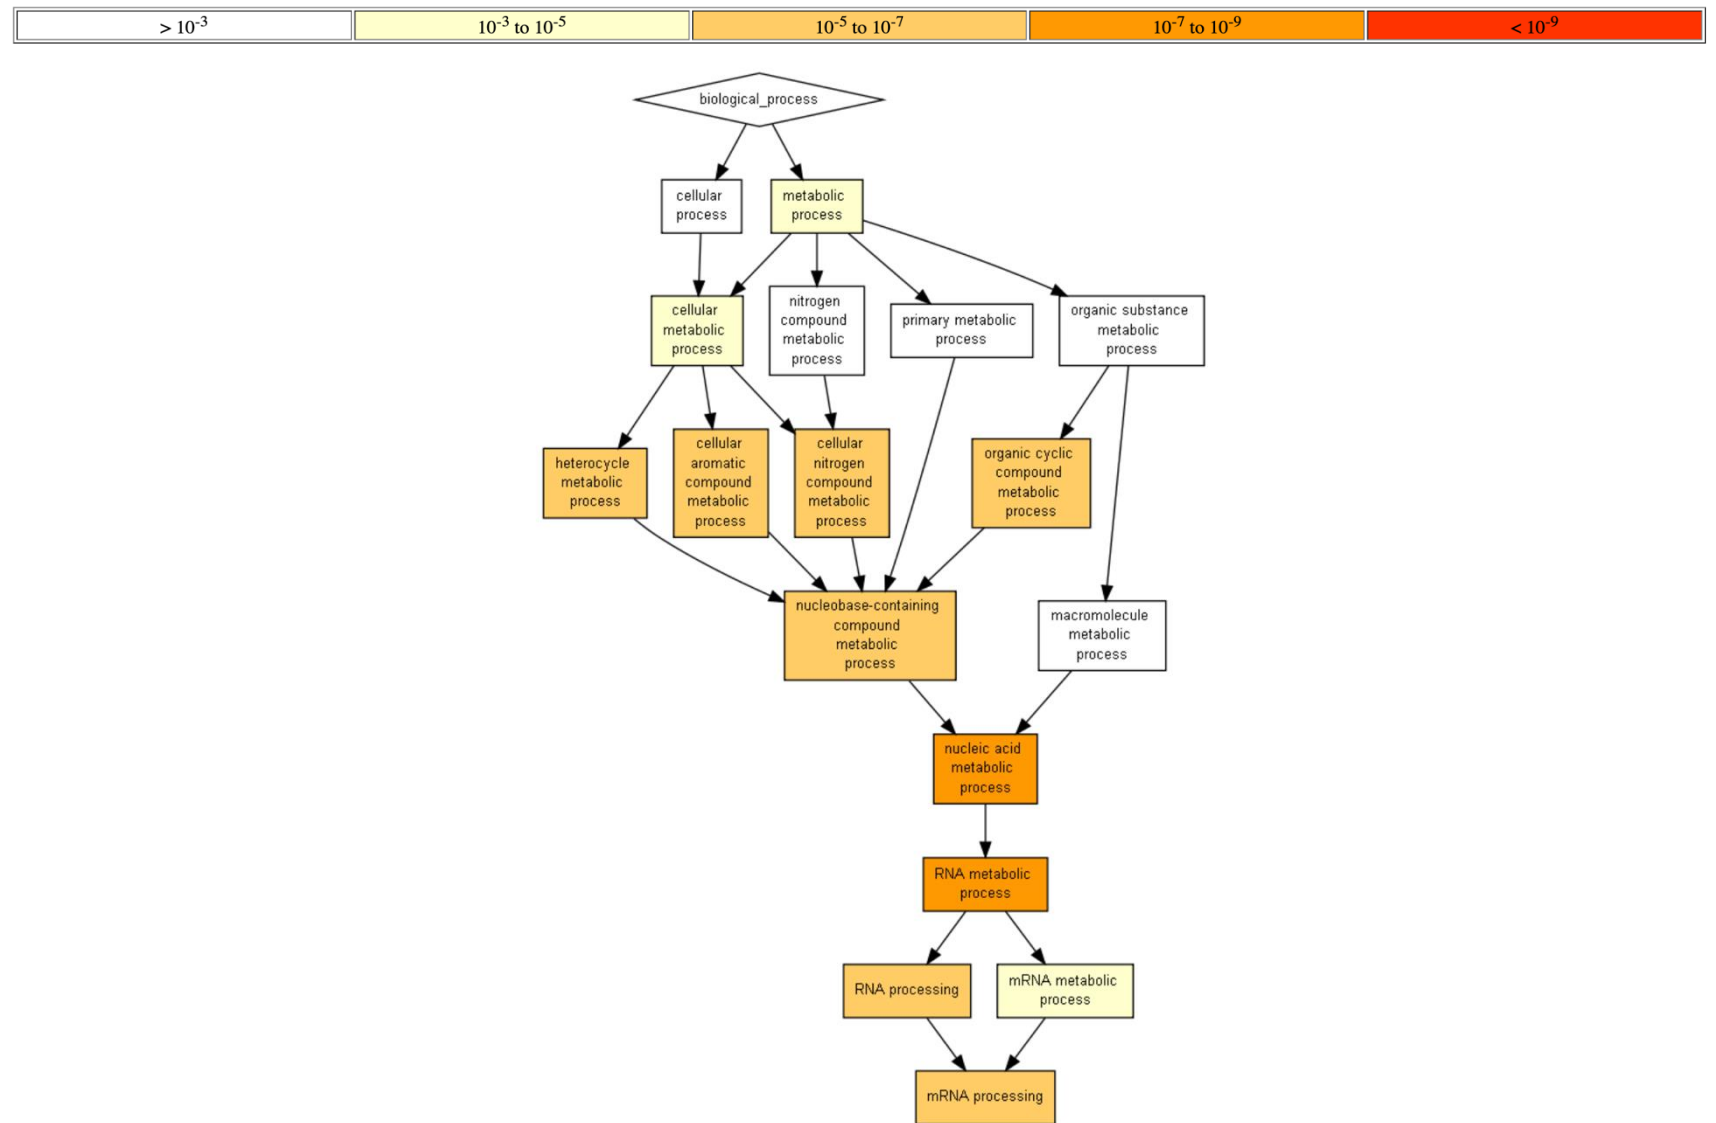 > 10-3
10-3 to 10-5
10-5 to 10-7
10-7 to 10-9
< 10-9
biological_process
cellular
process
metabolic
process
cellular
metabolic
process
nitrogen
compound
metabolic
process
primary metabolic
process
organic substance
metabolic
process
heterocycle
metabolic
process
cellular
aromatic
compound
metabolic
process
cellular
nitrogen
compound
metabolic
process
organic cyclic
compound
metabolic
process
nucleobase-containing
compound
metabolic
process
macromolecule
metabolic
process
nucleic acid
metabolic
process
RNA metabolic
process
RNA processing
mRNA metabolic
process
mRNA processing